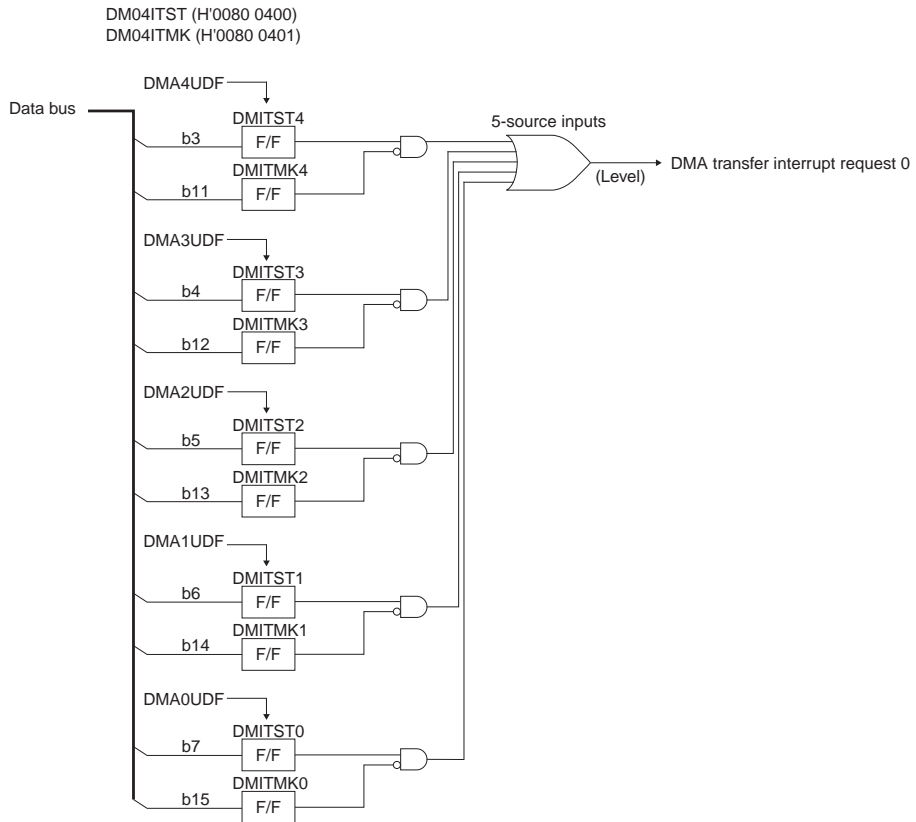 DM04ITST (H'0080 0400)
DM04ITMK (H'0080 0401)
DMA4UDF
Data bus
DMITST4
5-source inputs
b3
F/F
DMA transfer interrupt request 0
DMITMK4
(Level)
b11
F/F
DMA3UDF
DMITST3
b4
F/F
DMITMK3
b12
F/F
DMA2UDF
DMITST2
b5
F/F
DMITMK2
b13
F/F
DMA1UDF
DMITST1
b6
F/F
DMITMK1
b14
F/F
DMA0UDF
DMITST0
b7
F/F
DMITMK0
b15
F/F